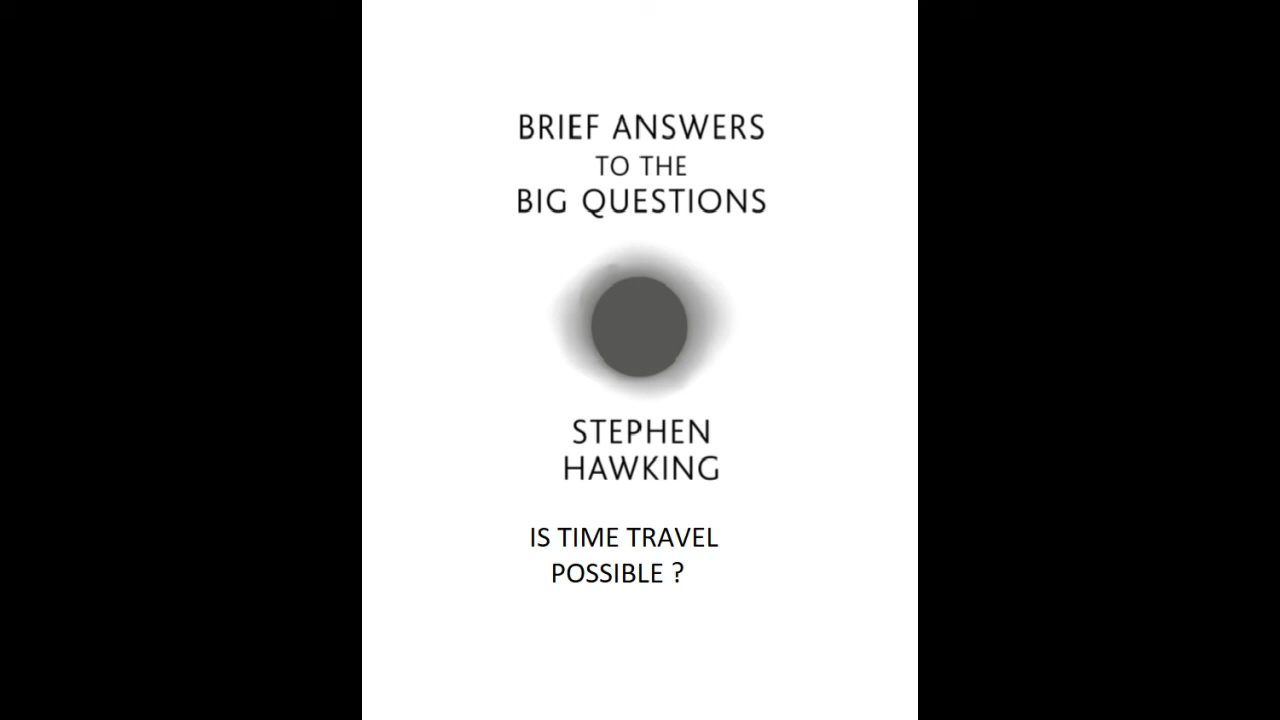 BRIEF ANSWERS
TO THE
BIG QUESTIONS
STEPHEN
HAWKING
IS TIME TRAVEL
POSSIBLE ?